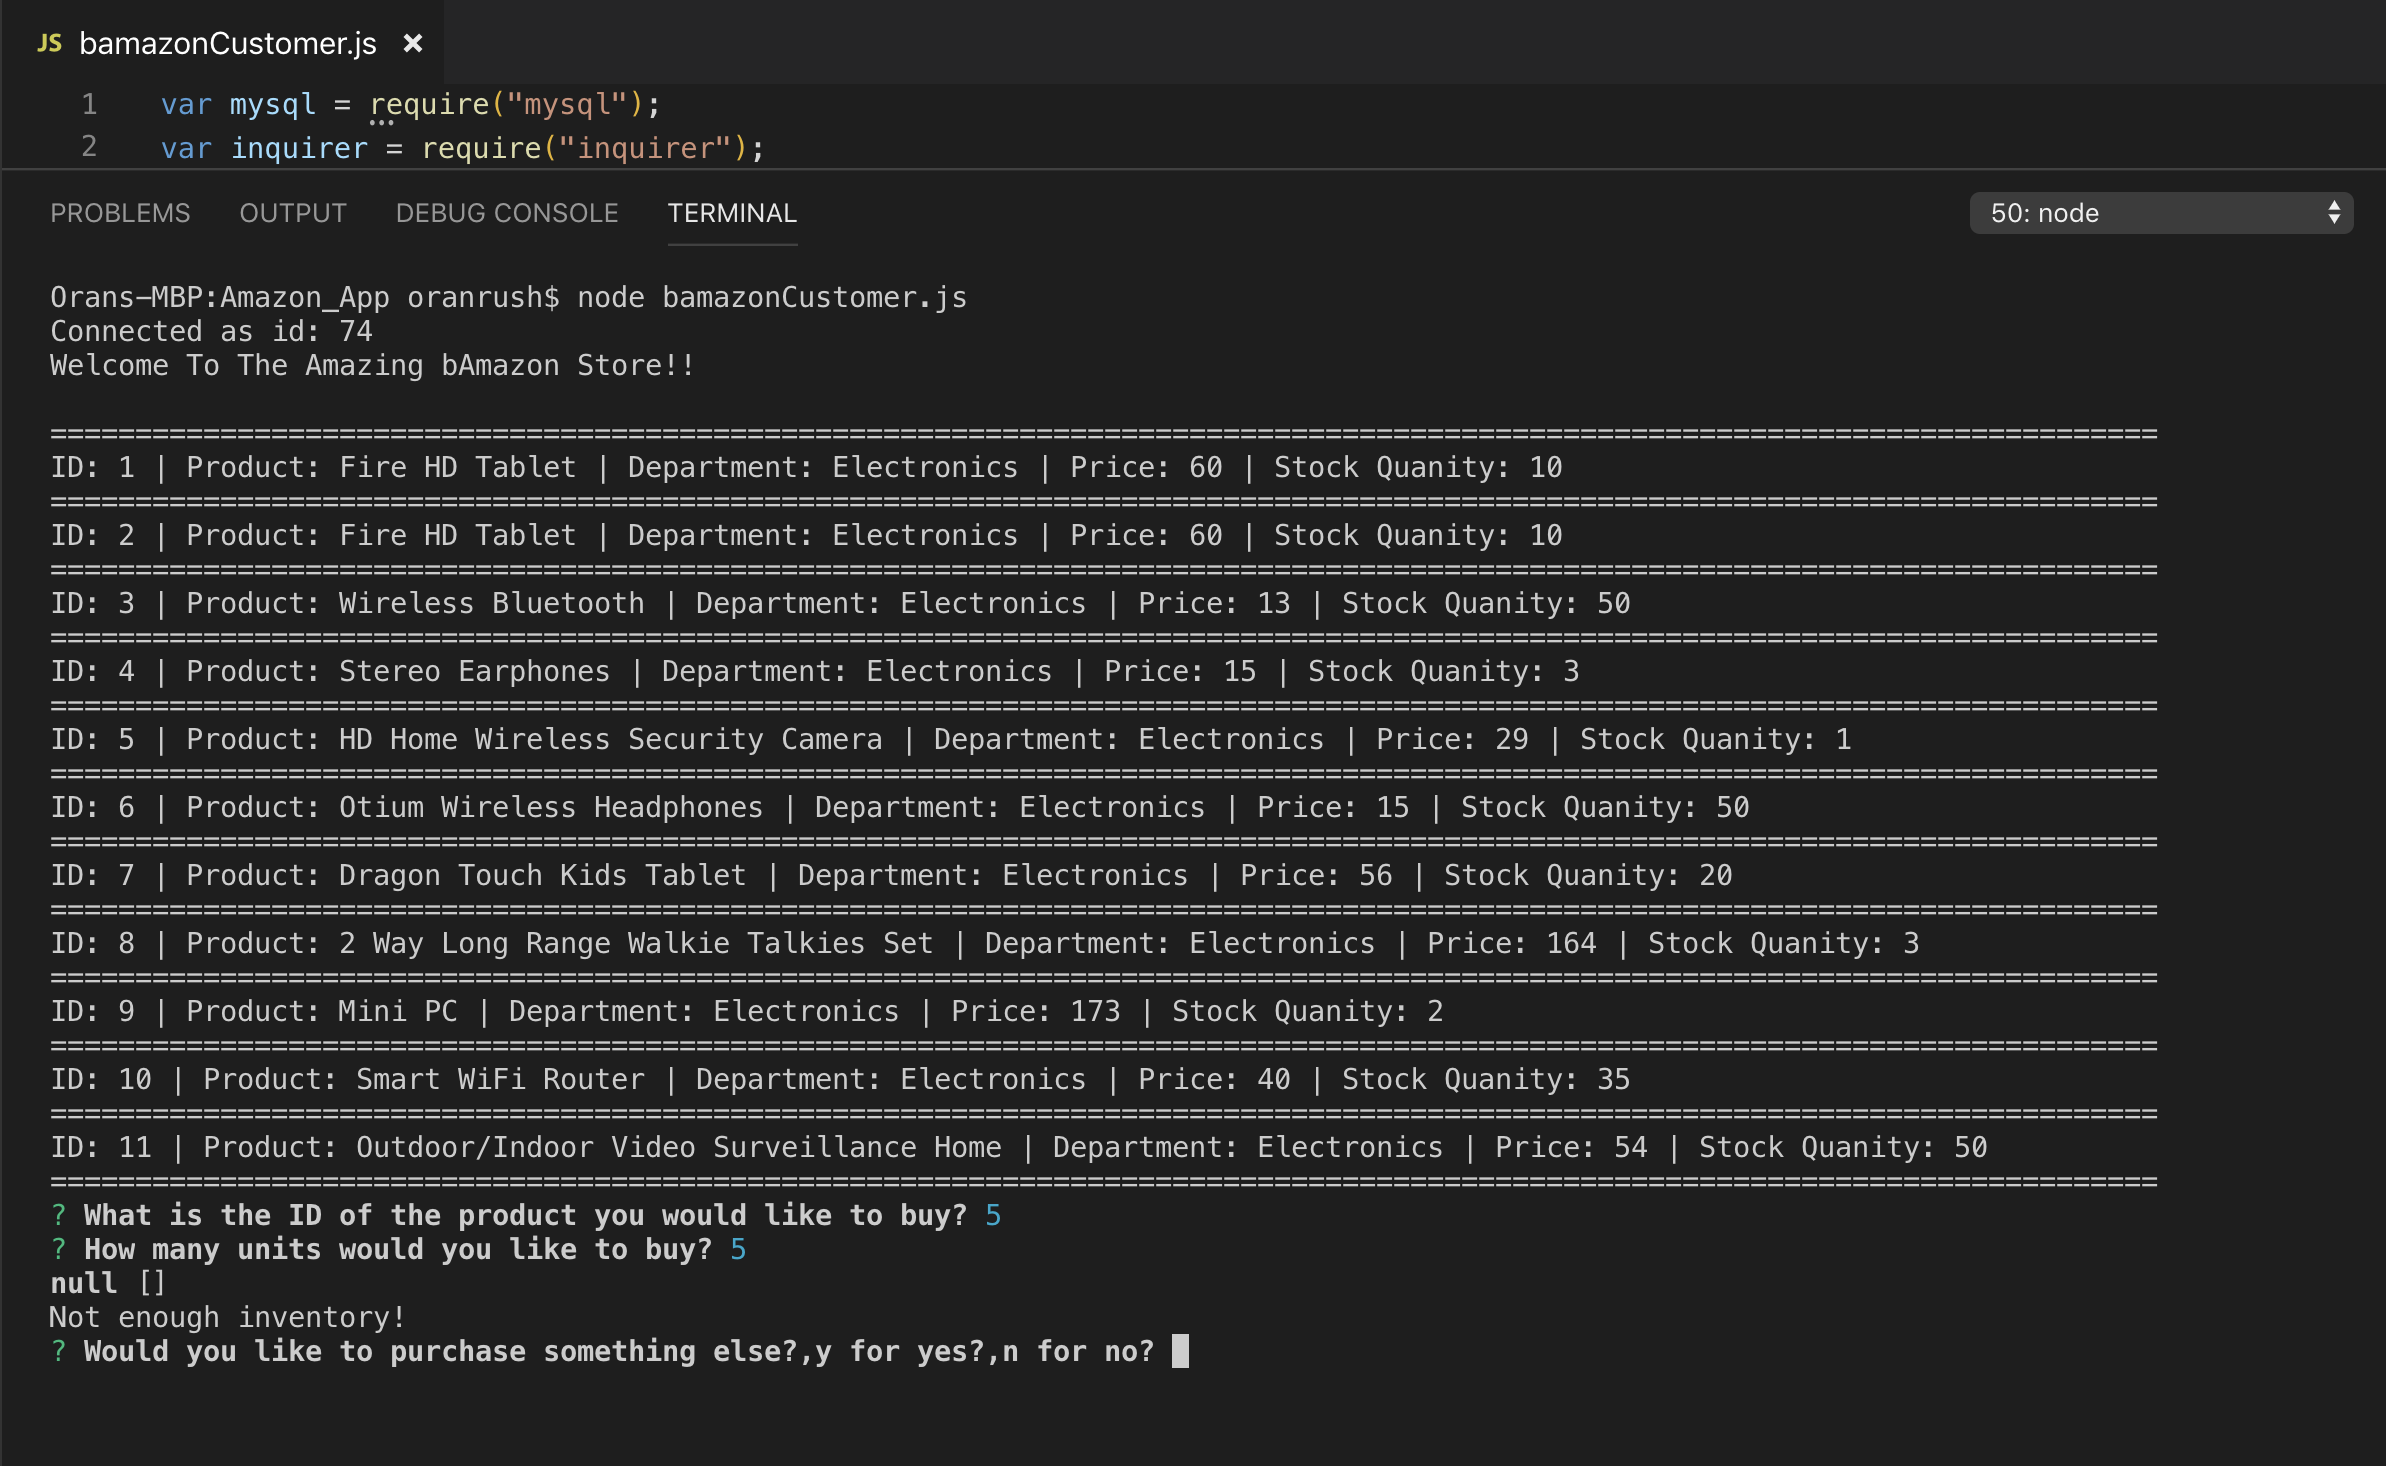 JS bamazonCustomer.js ×
1 var mysql = require("mysql");
2 var inquirer = require("inquirer");
PROBLEMS OUTPUT DEBUG CONSOLE TERMINAL 50: node
Orans-MBP:Amazon_App oranrush$ node bamazonCustomer.js
Connected as id: 74
Welcome To The Amazing bAmazon Store!!
============================================================================================================================
ID: 1 | Product: Fire HD Tablet | Department: Electronics | Price: 60 | Stock Quanity: 10
============================================================================================================================
ID: 2 | Product: Fire HD Tablet | Department: Electronics | Price: 60 | Stock Quanity: 10
============================================================================================================================
ID: 3 | Product: Wireless Bluetooth | Department: Electronics | Price: 13 | Stock Quanity: 50
============================================================================================================================
ID: 4 | Product: Stereo Earphones | Department: Electronics | Price: 15 | Stock Quanity: 3
============================================================================================================================
ID: 5 | Product: HD Home Wireless Security Camera | Department: Electronics | Price: 29 | Stock Quanity: 1
============================================================================================================================
ID: 6 | Product: Otium Wireless Headphones | Department: Electronics | Price: 15 | Stock Quanity: 50
============================================================================================================================
ID: 7 | Product: Dragon Touch Kids Tablet | Department: Electronics | Price: 56 | Stock Quanity: 20
============================================================================================================================
ID: 8 | Product: 2 Way Long Range Walkie Talkies Set | Department: Electronics | Price: 164 | Stock Quanity: 3
============================================================================================================================
ID: 9 | Product: Mini PC | Department: Electronics | Price: 173 | Stock Quanity: 2
============================================================================================================================
ID: 10 | Product: Smart WiFi Router | Department: Electronics | Price: 40 | Stock Quanity: 35
============================================================================================================================
ID: 11 | Product: Outdoor/Indoor Video Surveillance Home | Department: Electronics | Price: 54 | Stock Quanity: 50
============================================================================================================================
? What is the ID of the product you would like to buy? 5
? How many units would you like to buy? 5
null []
Not enough inventory!
? Would you like to purchase something else?,y for yes?,n for no?